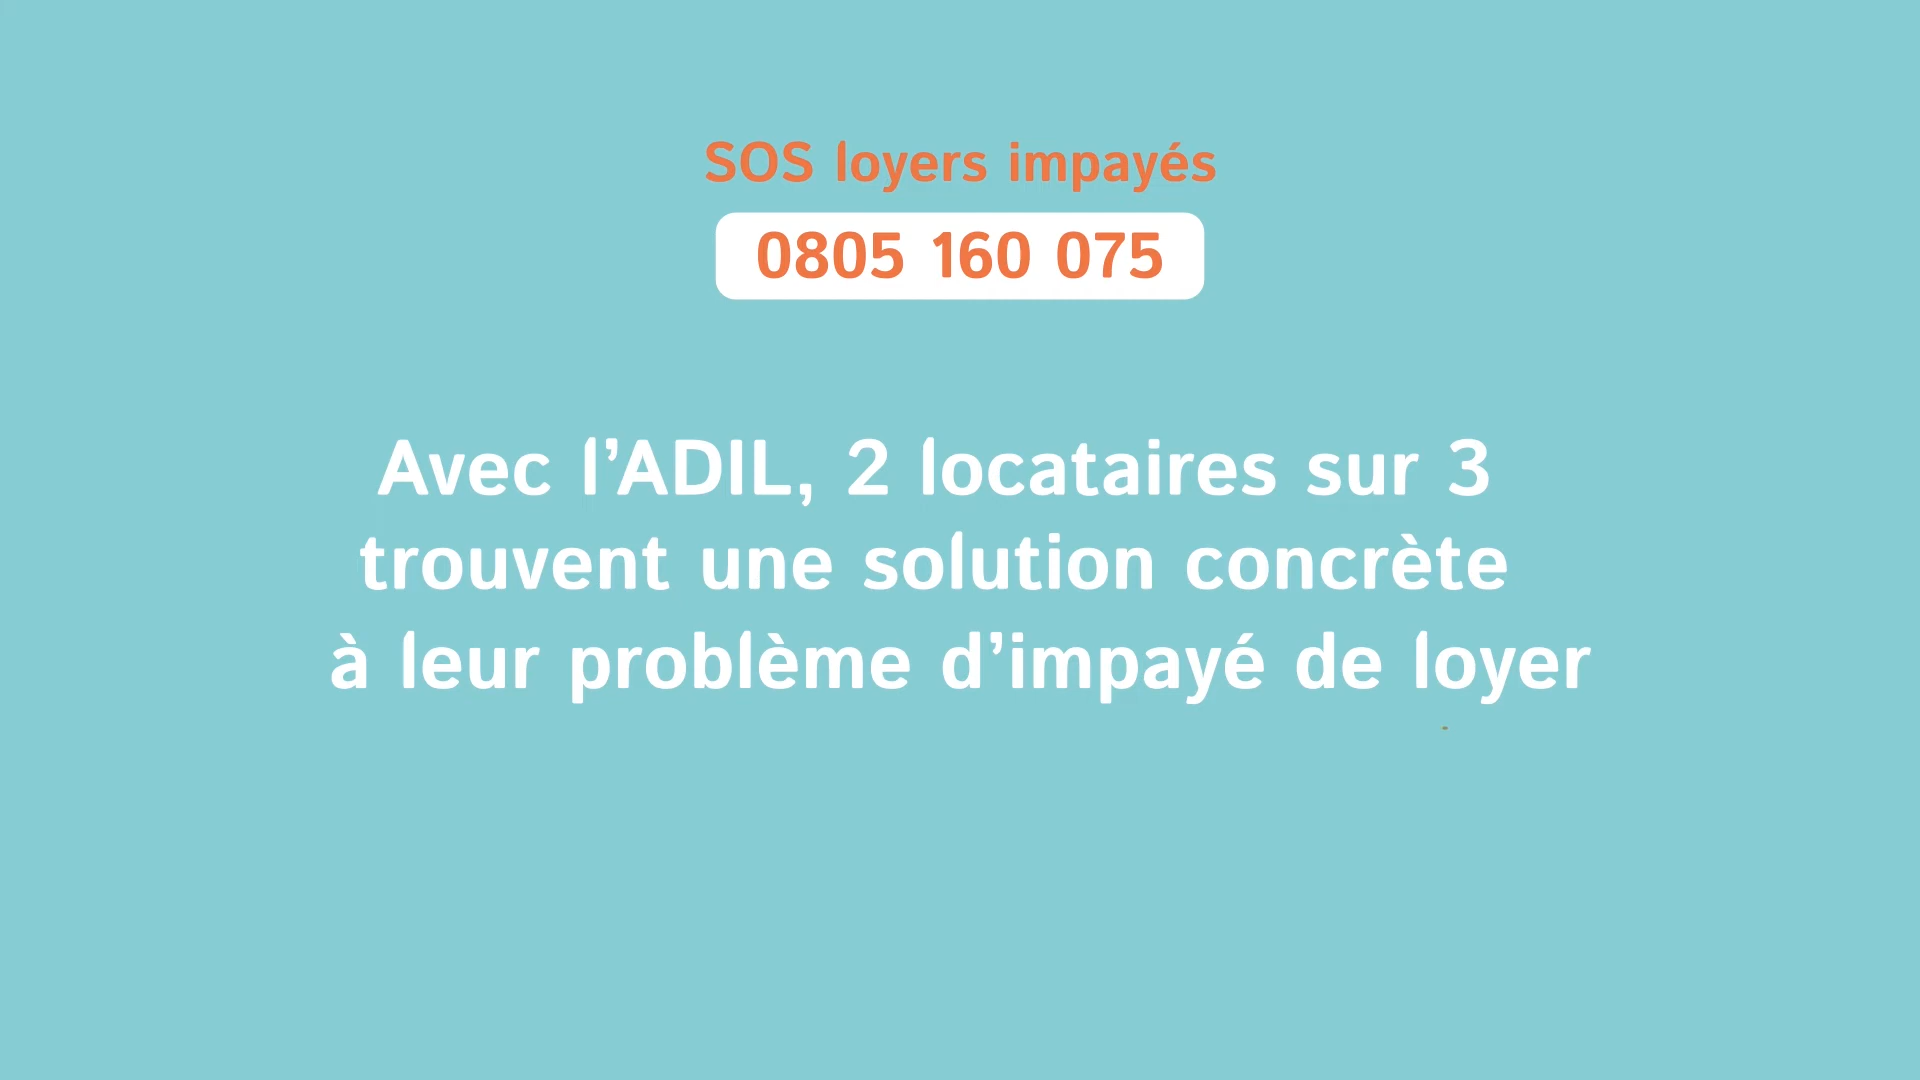 SOS loyers impayés
0805 160 075
Avec l’ADIL, 2 locataires sur 3
trouvent une solution concrète
à leur problème d’impayé de loyer